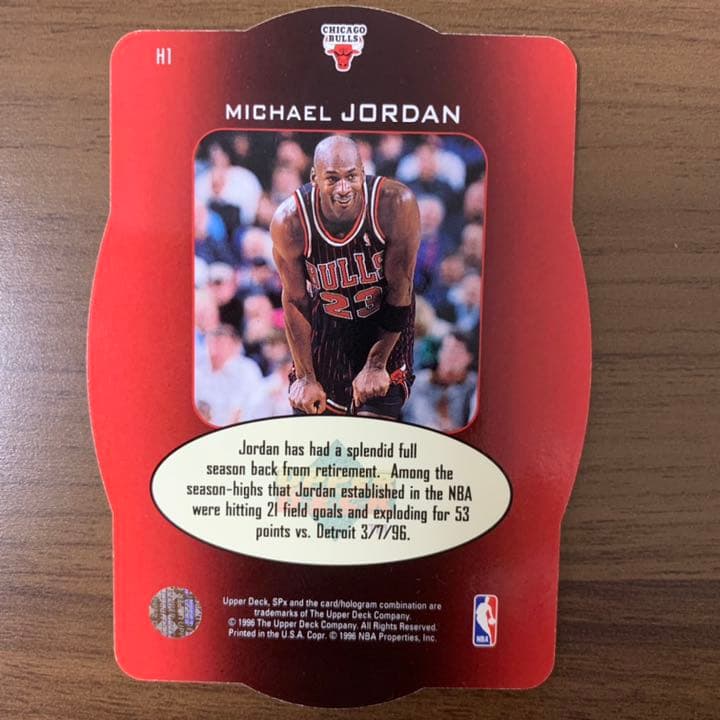 CHICAGO
BULLS
H1
MICHAEL JORDAN
BULLS
23
Jordan has had a splendid full
season back from retirement. Among the
season-highs that Jordan established in the NBA
were hitting 21 field goals and exploding for 53
points vs. Detroit 3/7/96.
Upper Deck, SPx and the card/hologram combination are
trademarks of The Upper Deck Company.
© 1996 The Upper Deck Company. All Rights Reserved.
Printed in the U.S.A. Copr. © 1996 NBA Properties, Inc.
NBA